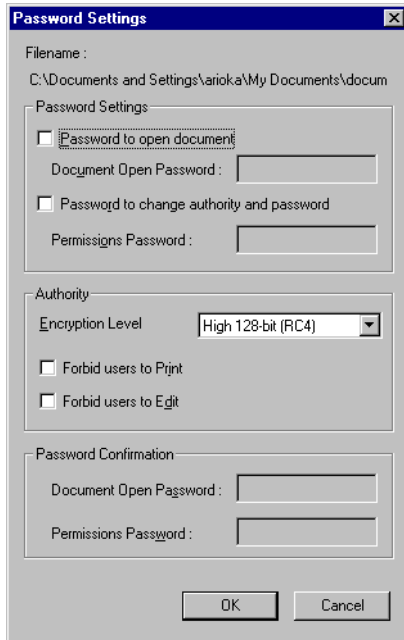 Password Settings
Filename :
C:\Documents and Settings\arioka\My Documents\docum
Password Settings
Password to open document
Document Open Password :
Password to change authority and password
Permissions Password :
Authority
Encryption Level High 128-bit (RC4)
Forbid users to Print
Forbid users to Edit
Password Confirmation
Document Open Password :
Permissions Password :
OK Cancel